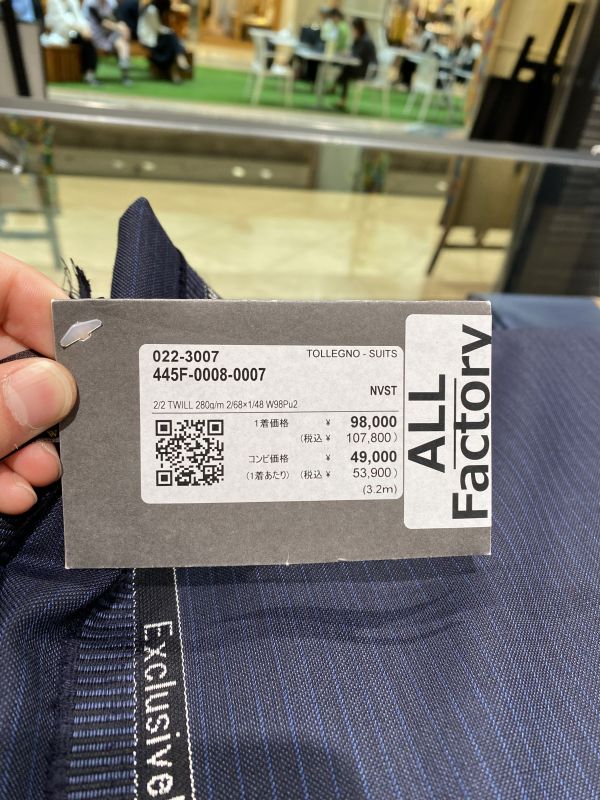 022-3007
TOLLEGNO - SUITS
445F-0008-0007
NVST
2/2 TWILL 280g/m 2/68×1/48 W98Pu2
1着価格 ¥ 98,000
(税込 ¥ 107,800 )
コンビ価格 ¥ 49,000
(1着あたり) (税込 ¥ 53,900 )
(3.2m)
ALL
Factory
Exclusive